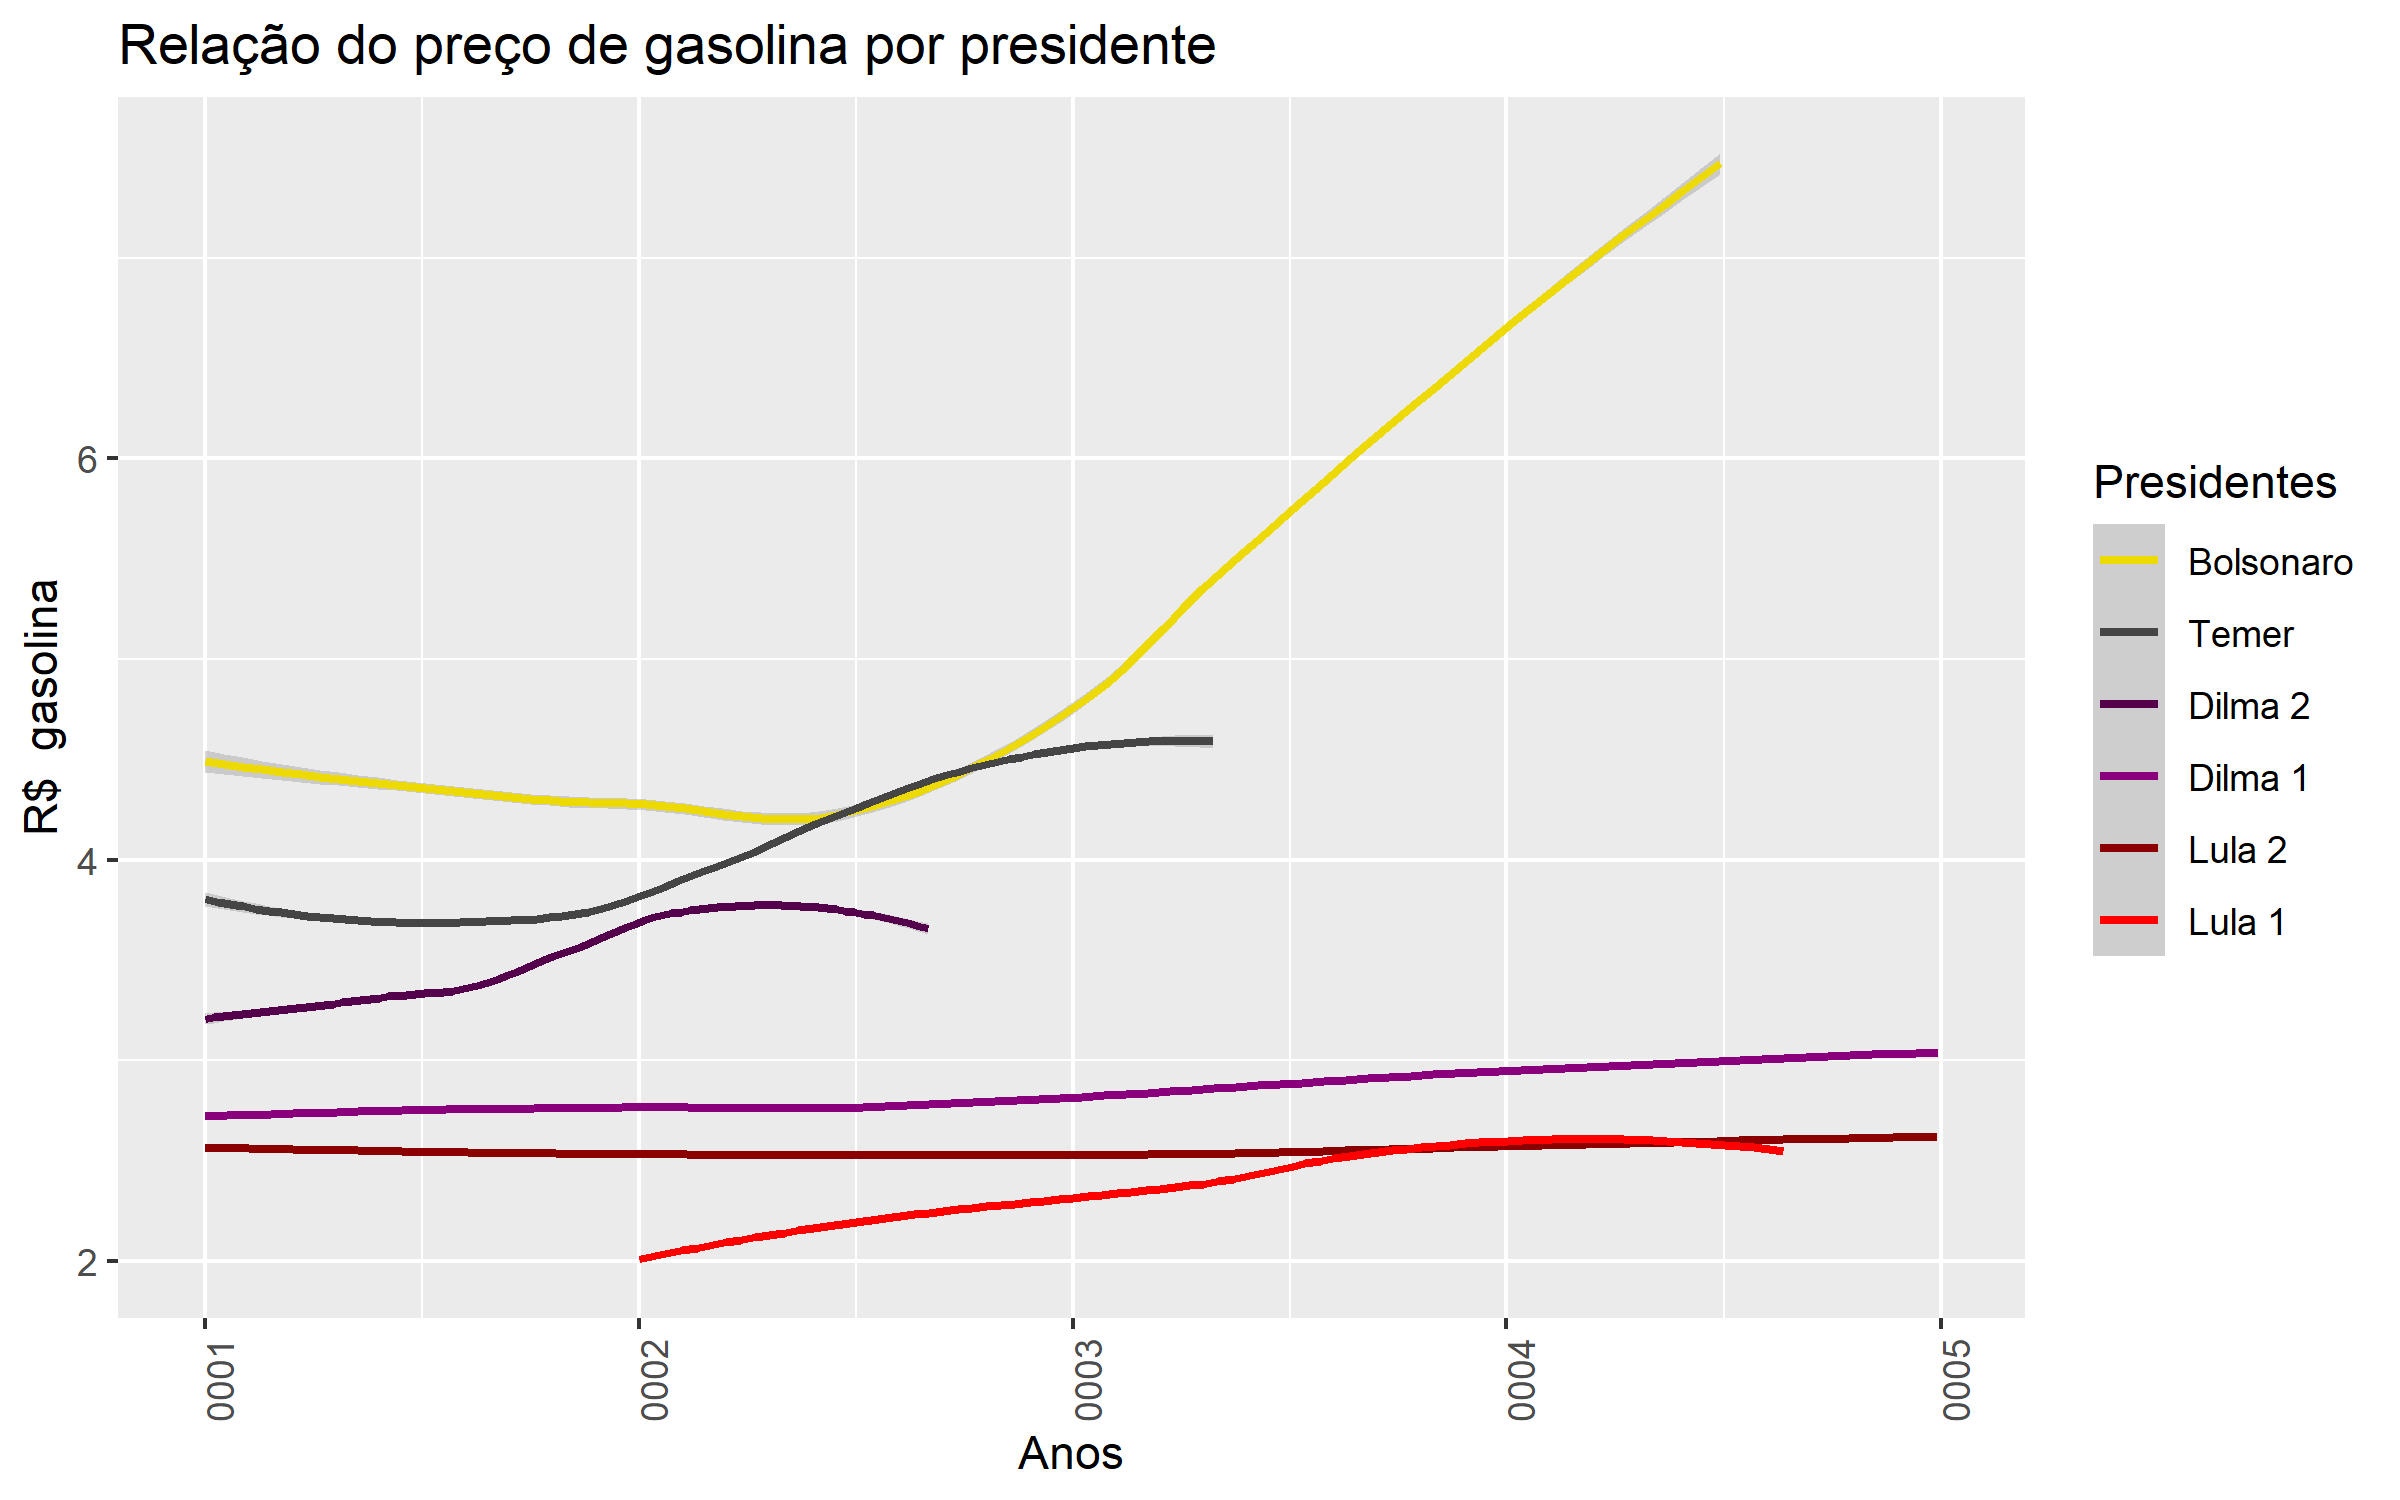 Relação do preço de gasolina por presidente
R$ gasolina
6
4
2
0001
0002
0003
0004
0005
Anos
Presidentes
Bolsonaro
Temer
Dilma 2
Dilma 1
Lula 2
Lula 1